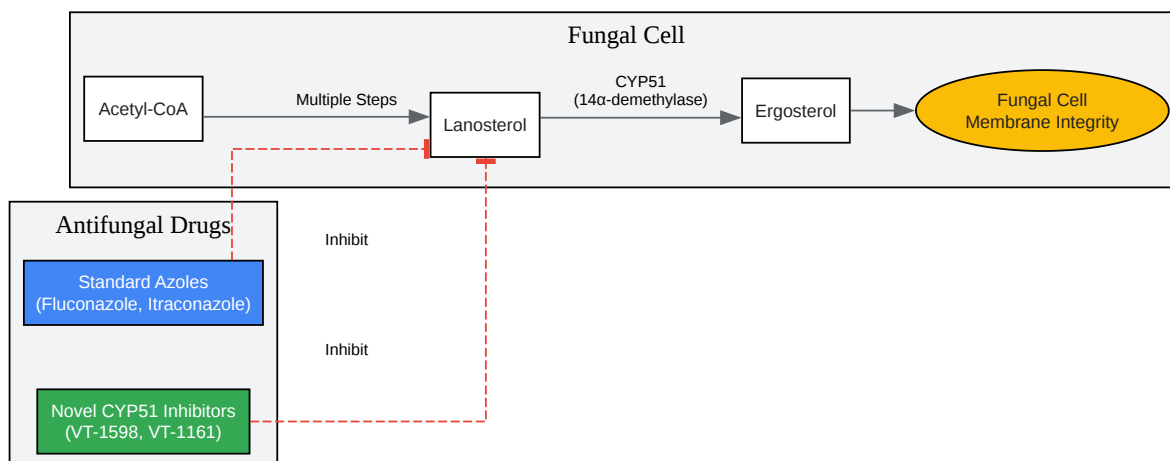 Fungal Cell
Acetyl-CoA
Multiple Steps
Lanosterol
CYP51
(14α-demethylase)
Ergosterol
Fungal Cell
Membrane Integrity
Antifungal Drugs
Inhibit
Standard Azoles
(Fluconazole, Itraconazole)
Inhibit
Novel CYP51 Inhibitors
(VT-1598, VT-1161)